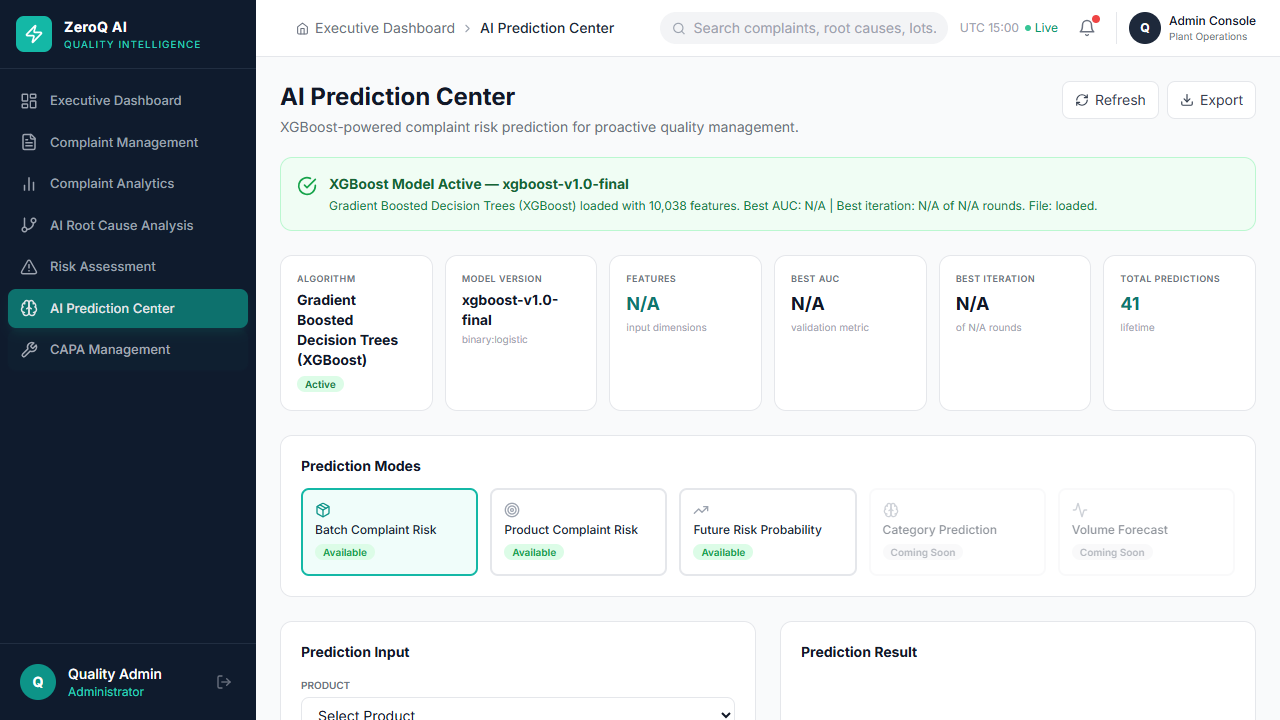 ZeroQ AI
QUALITY INTELLIGENCE
Executive Dashboard
Complaint Management
Complaint Analytics
AI Root Cause Analysis
Risk Assessment
AI Prediction Center
CAPA Management
Q
Quality Admin
Administrator
Executive Dashboard
AI Prediction Center
Search complaints, root causes, lots.
UTC 15:00
Live
Q
Admin Console
Plant Operations
AI Prediction Center
XGBoost-powered complaint risk prediction for proactive quality management.
Refresh
Export
XGBoost Model Active — xgboost-v1.0-final
Gradient Boosted Decision Trees (XGBoost) loaded with 10,038 features. Best AUC: N/A | Best iteration: N/A of N/A rounds. File: loaded.
ALGORITHM
Gradient
Boosted
Decision Trees
(XGBoost)
Active
MODEL VERSION
xgboost-v1.0-
final
binary:logistic
FEATURES
N/A
input dimensions
BEST AUC
N/A
validation metric
BEST ITERATION
N/A
of N/A rounds
TOTAL PREDICTIONS
41
lifetime
Prediction Modes
Batch Complaint Risk
Available
Product Complaint Risk
Available
Future Risk Probability
Available
Category Prediction
Coming Soon
Volume Forecast
Coming Soon
Prediction Input
PRODUCT
Select Product
Prediction Result